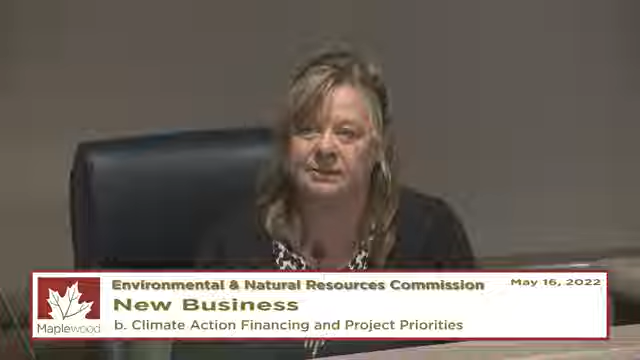 Environmental & Natural Resources Commission
May 16, 2022
New Business
b. Climate Action Financing and Project Priorities
Maplewood